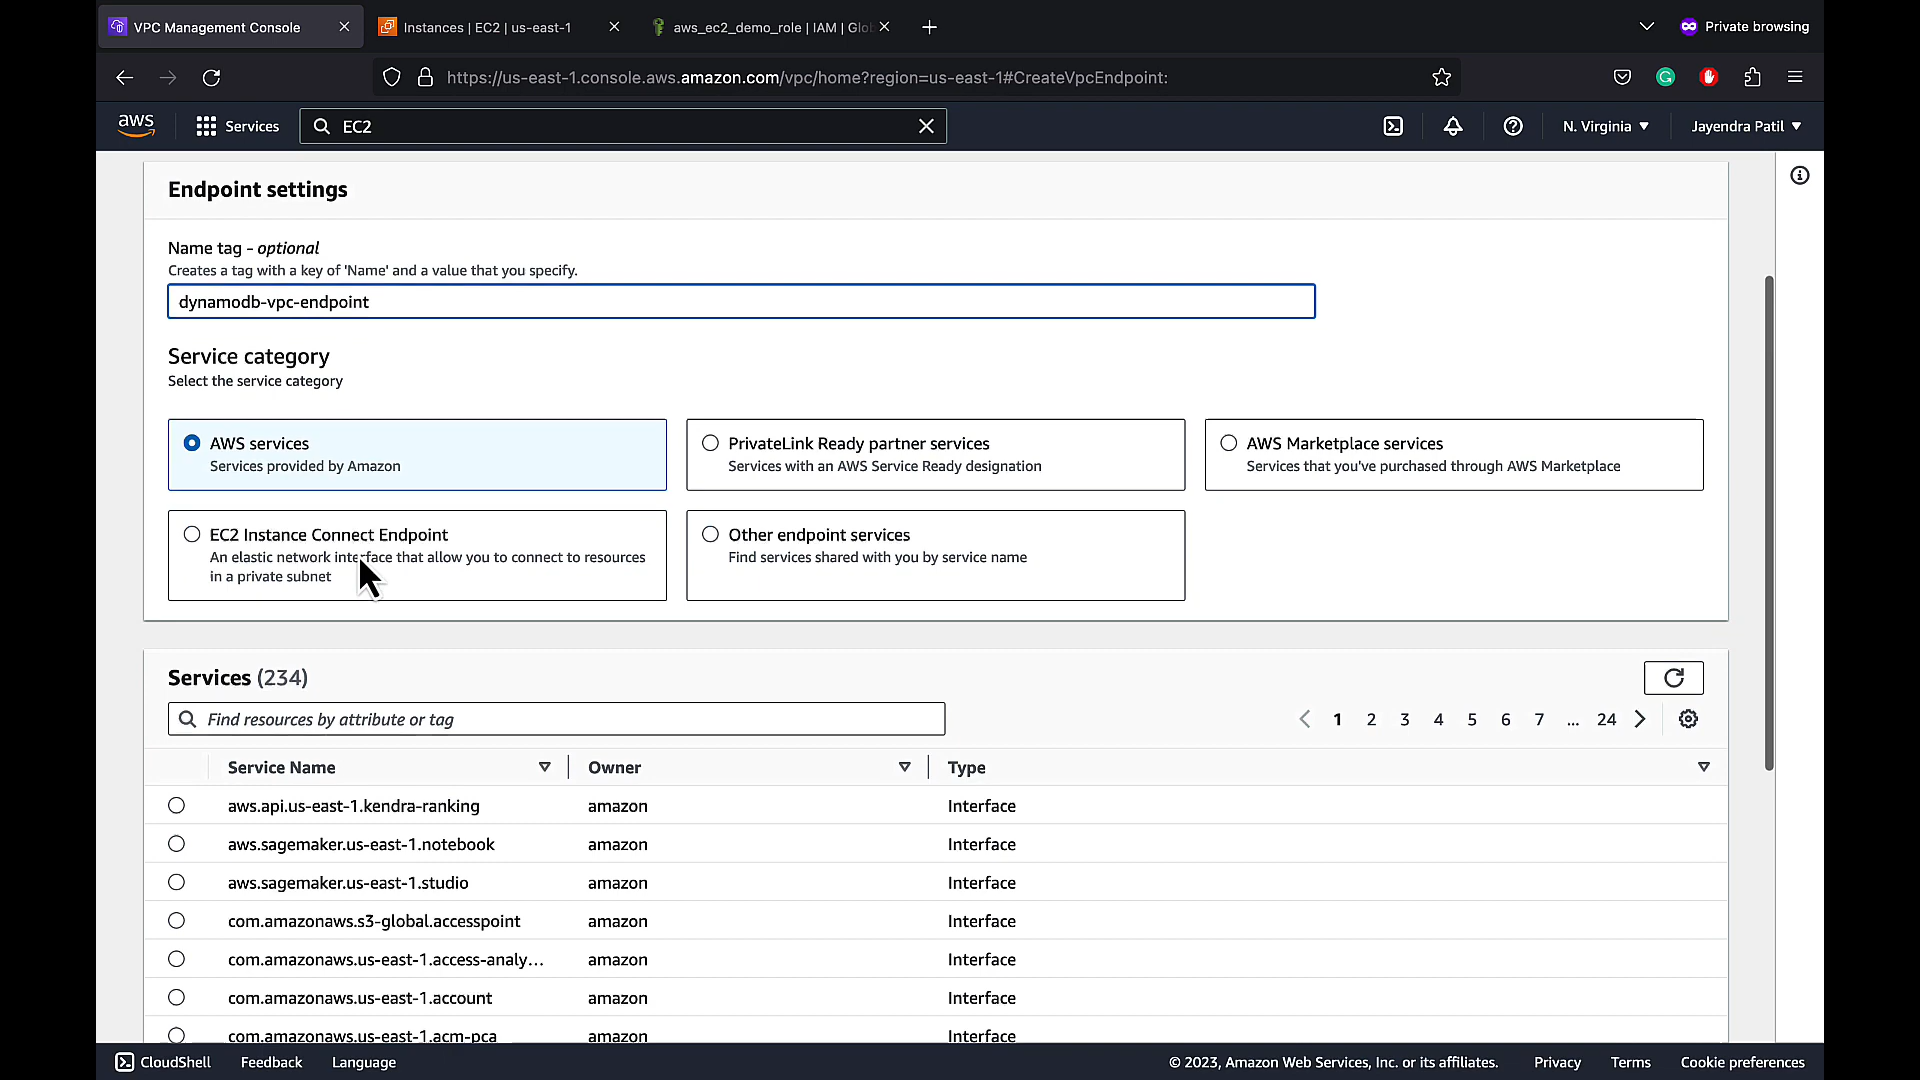 VPC Management Console
Instances | EC2 | us-east-1
aws_ec2_demo_role | IAM | Glo
Private browsing
https://us-east-1.console.aws.amazon.com/vpc/home?region=us-east-1#CreateVpcEndpoint:
aws
Services
EC2
N. Virginia
Jayendra Patil
Endpoint settings
Name tag - optional
Creates a tag with a key of 'Name' and a value that you specify.
dynamodb-vpc-endpoint
Service category
Select the service category
AWS services
Services provided by Amazon
PrivateLink Ready partner services
Services with an AWS Service Ready designation
AWS Marketplace services
Services that you've purchased through AWS Marketplace
EC2 Instance Connect Endpoint
An elastic network interface that allow you to connect to resources
in a private subnet
Other endpoint services
Find services shared with you by service name
Services (234)
Find resources by attribute or tag
1 2 3 4 5 6 7 ... 24
Service Name Owner Type
aws.api.us-east-1.kendra-ranking amazon Interface
aws.sagemaker.us-east-1.notebook amazon Interface
aws.sagemaker.us-east-1.studio amazon Interface
com.amazonaws.s3-global.accesspoint amazon Interface
com.amazonaws.us-east-1.access-analy... amazon Interface
com.amazonaws.us-east-1.account amazon Interface
com.amazonaws.us-east-1.acm-pca amazon Interface
CloudShell Feedback Language
© 2023, Amazon Web Services, Inc. or its affiliates. Privacy Terms Cookie preferences